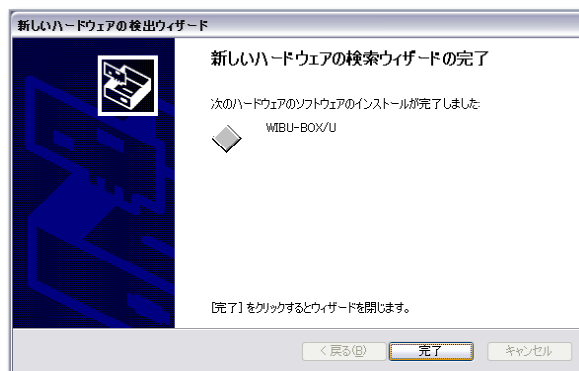 新しいハードウェアの検出ウィザード
新しいハードウェアの検索ウィザードの完了
次のハードウェアのソフトウェアのインストールが完了しました:
WIBU-BOX/U
[完了] をクリックするとウィザードを閉じます。
< 戻る(B)
完了
キャンセル